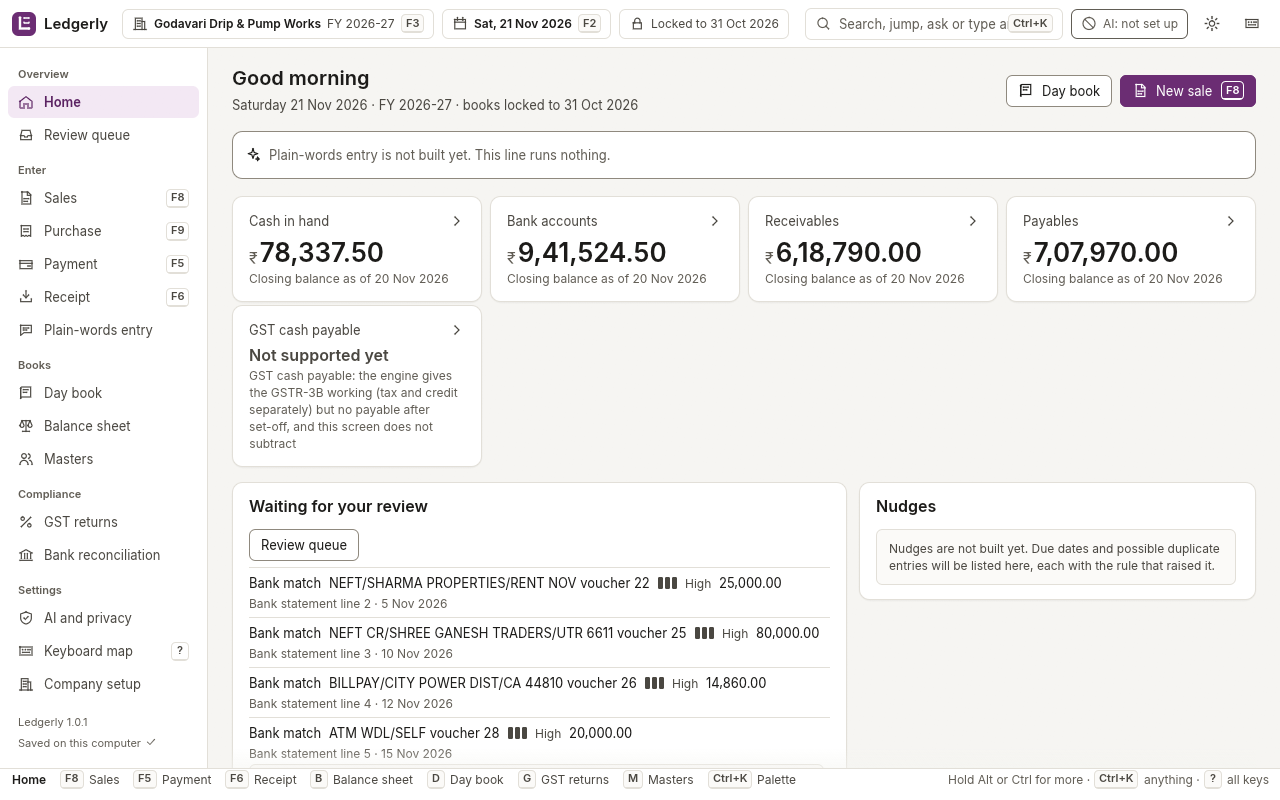 Ledgerly
Godavari Drip & Pump Works FY 2026-27 F3
Sat, 21 Nov 2026 F2
Locked to 31 Oct 2026
Search, jump, ask or type a Ctrl+K
AI: not set up
Overview
Home
Review queue
Enter
Sales F8
Purchase F9
Payment F5
Receipt F6
Plain-words entry
Books
Day book
Balance sheet
Masters
Compliance
GST returns
Bank reconciliation
Settings
AI and privacy
Keyboard map ?
Company setup
Ledgerly 1.0.1
Saved on this computer
Good morning
Saturday 21 Nov 2026 · FY 2026-27 · books locked to 31 Oct 2026
Day book
New sale F8
Plain-words entry is not built yet. This line runs nothing.
Cash in hand
₹78,337.50
Closing balance as of 20 Nov 2026
Bank accounts
₹9,41,524.50
Closing balance as of 20 Nov 2026
Receivables
₹6,18,790.00
Closing balance as of 20 Nov 2026
Payables
₹7,07,970.00
Closing balance as of 20 Nov 2026
GST cash payable
Not supported yet
GST cash payable: the engine gives
the GSTR-3B working (tax and credit
separately) but no payable after
set-off, and this screen does not
subtract
Waiting for your review
Review queue
Bank match NEFT/SHARMA PROPERTIES/RENT NOV voucher 22 High 25,000.00
Bank statement line 2 · 5 Nov 2026
Bank match NEFT CR/SHREE GANESH TRADERS/UTR 6611 voucher 25 High 80,000.00
Bank statement line 3 · 10 Nov 2026
Bank match BILLPAY/CITY POWER DIST/CA 44810 voucher 26 High 14,860.00
Bank statement line 4 · 12 Nov 2026
Bank match ATM WDL/SELF voucher 28 High 20,000.00
Bank statement line 5 · 15 Nov 2026
Nudges
Nudges are not built yet. Due dates and possible duplicate
entries will be listed here, each with the rule that raised it.
Home F8 Sales F5 Payment F6 Receipt B Balance sheet D Day book G GST returns M Masters Ctrl+K Palette
Hold Alt or Ctrl for more · Ctrl+K anything · ? all keys